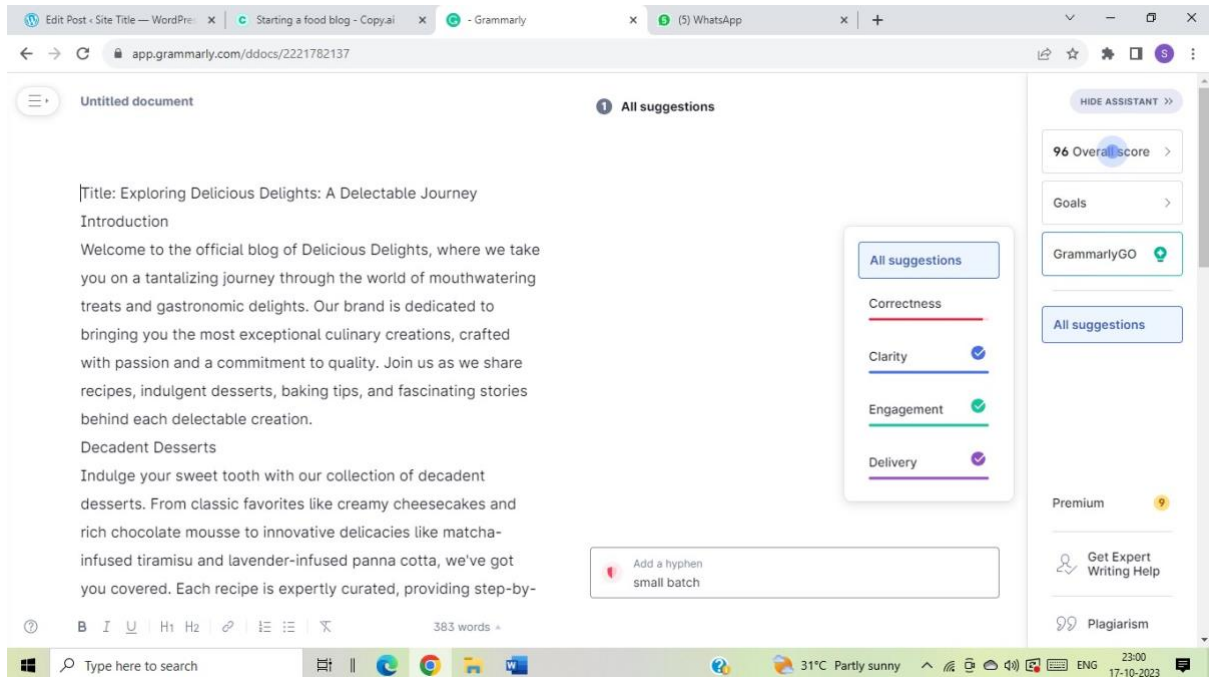 Edit Post ‹ Site Title — WordPre
Starting a food blog - Copy.ai
- Grammarly
(5) WhatsApp
app.grammarly.com/ddocs/2221782137
S
Untitled document
1 All suggestions
HIDE ASSISTANT
96 Overall score
Goals
GrammarlyGO
All suggestions
Title: Exploring Delicious Delights: A Delectable Journey
Introduction
Welcome to the official blog of Delicious Delights, where we take
you on a tantalizing journey through the world of mouthwatering
treats and gastronomic delights. Our brand is dedicated to
bringing you the most exceptional culinary creations, crafted
with passion and a commitment to quality. Join us as we share
recipes, indulgent desserts, baking tips, and fascinating stories
behind each delectable creation.
Decadent Desserts
Indulge your sweet tooth with our collection of decadent
desserts. From classic favorites like creamy cheesecakes and
rich chocolate mousse to innovative delicacies like matcha-
infused tiramisu and lavender-infused panna cotta, we've got
you covered. Each recipe is expertly curated, providing step-by-
All suggestions
Correctness
Clarity
Engagement
Delivery
Add a hyphen
small batch
Premium 9
Get Expert
Writing Help
Plagiarism
B I U H1 H2
383 words
Type here to search
31°C Partly sunny
ENG
23:00
17-10-2023